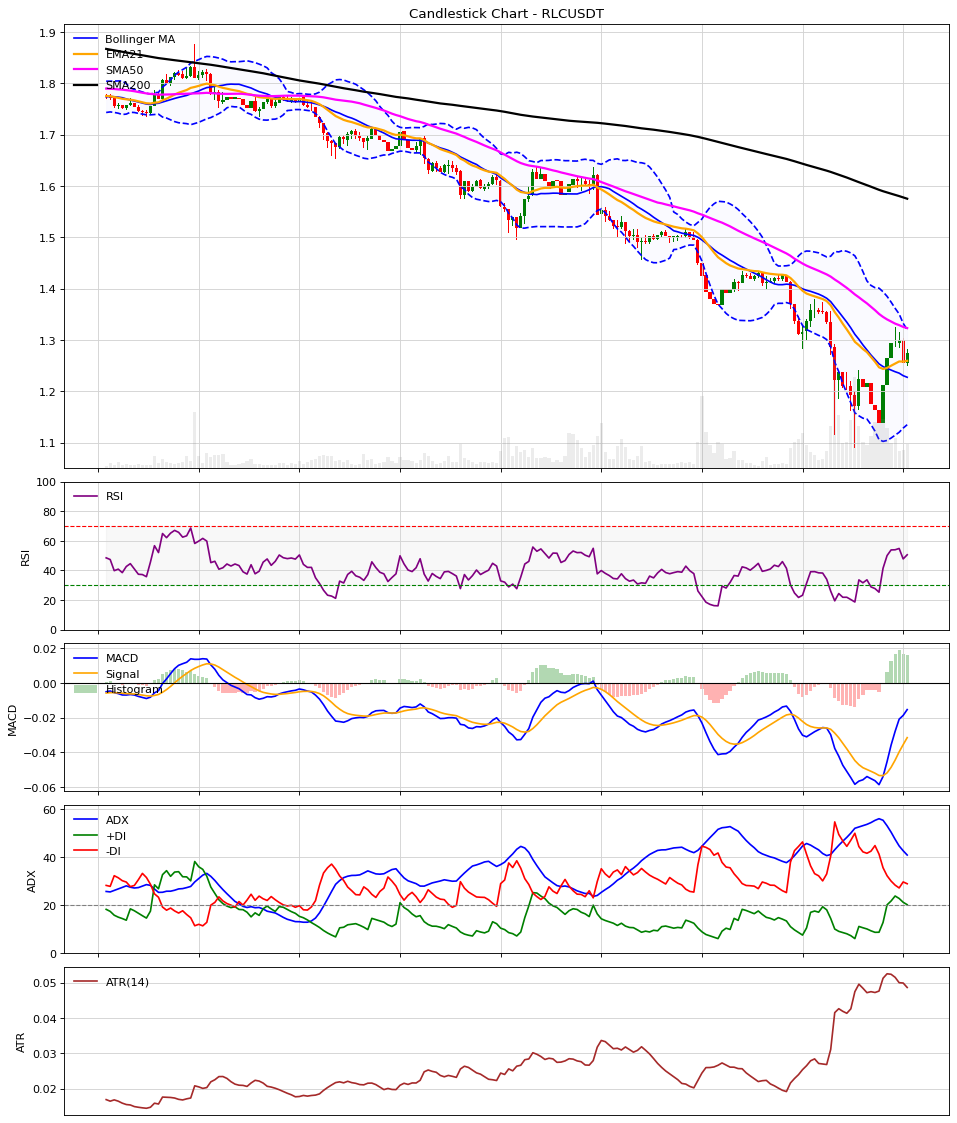 Candlestick Chart - RLCUSDT
Bollinger MA
EMA21
SMA50
SMA200
1.9
1.8
1.7
1.6
1.5
1.4
1.3
1.2
1.1
RSI
100
80
60
40
20
0
RSI
MACD
Signal
Histogram
0.02
0.00
−0.02
−0.04
−0.06
MACD
ADX
+DI
-DI
60
40
20
0
ADX
ATR(14)
0.05
0.04
0.03
0.02
ATR